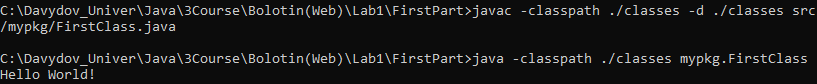 C:\Davydov_Univer\Java\3Course\Bolotin(Web)\Lab1\FirstPart>javac -classpath ./classes -d ./classes src
/mypkg/FirstClass.java
C:\Davydov_Univer\Java\3Course\Bolotin(Web)\Lab1\FirstPart>java -classpath ./classes mypkg.FirstClass
Hello World!